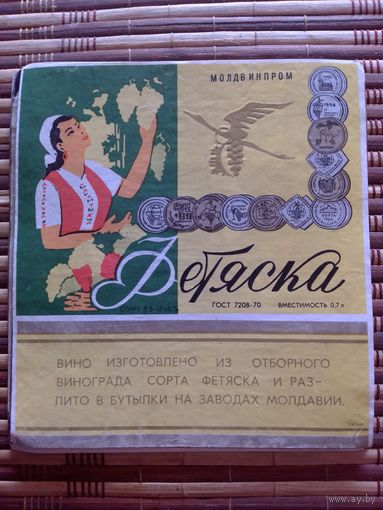 МОЛДВИНПРОМ
Фетяска
ГОСТ 7208-70 ВМЕСТИМОСТЬ 0,7 л
ВИНО ИЗГОТОВЛЕНО ИЗ ОТБОРНОГО
ВИНОГРАДА СОРТА ФЕТЯСКА И РАЗ-
ЛИТО В БУТЫЛКИ НА ЗАВОДАХ МОЛДАВИИ.
www.ay.by